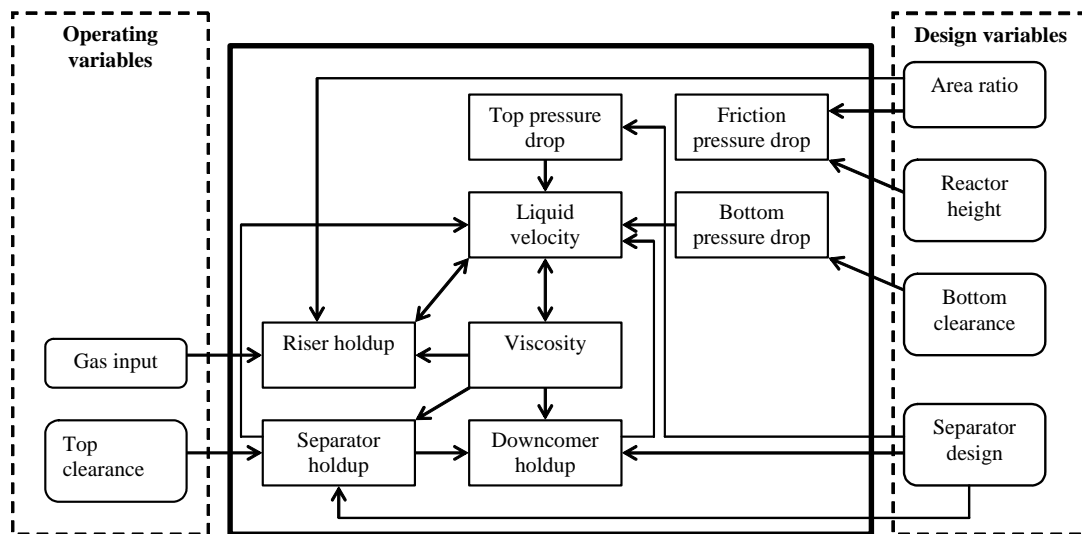 Operating
variables
Design variables
Area ratio
Top pressure
drop
Friction
pressure drop
Reactor
height
Liquid
velocity
Bottom
pressure drop
Bottom
clearance
Gas input
Riser holdup
Viscosity
Top
clearance
Separator
holdup
Downcomer
holdup
Separator
design